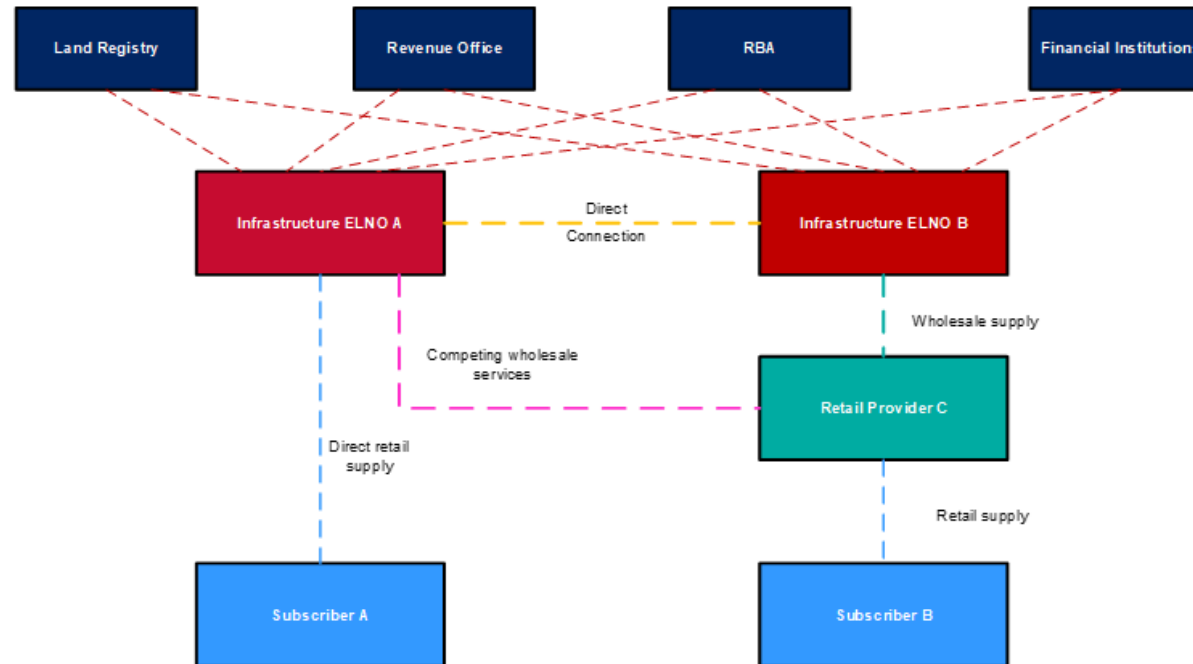 Land Registry
Revenue Office
RBA
Financial Institutions
Infrastructure ELNO A
Direct
Connection
Infrastructure ELNO B
Wholesale supply
Competing wholesale
services
Retail Provider C
Direct retail
supply
Retail supply
Subscriber A
Subscriber B